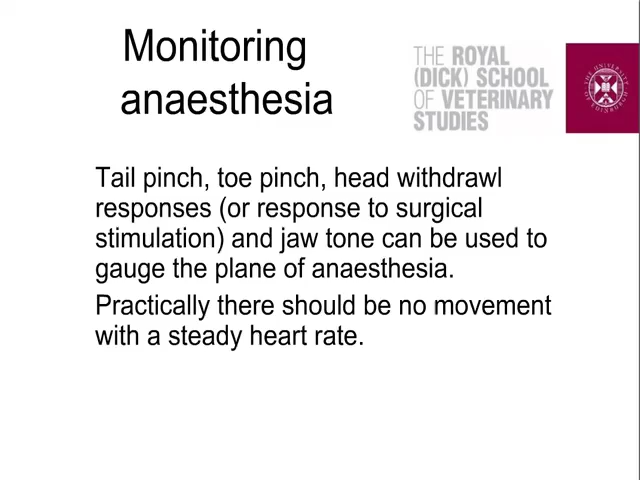 Monitoring
anaesthesia
THE ROYAL
(DICK) SCHOOL
OF VETERINARY
STUDIES
Tail pinch, toe pinch, head withdrawl
responses (or response to surgical
stimulation) and jaw tone can be used to
gauge the plane of anaesthesia.
Practically there should be no movement
with a steady heart rate.